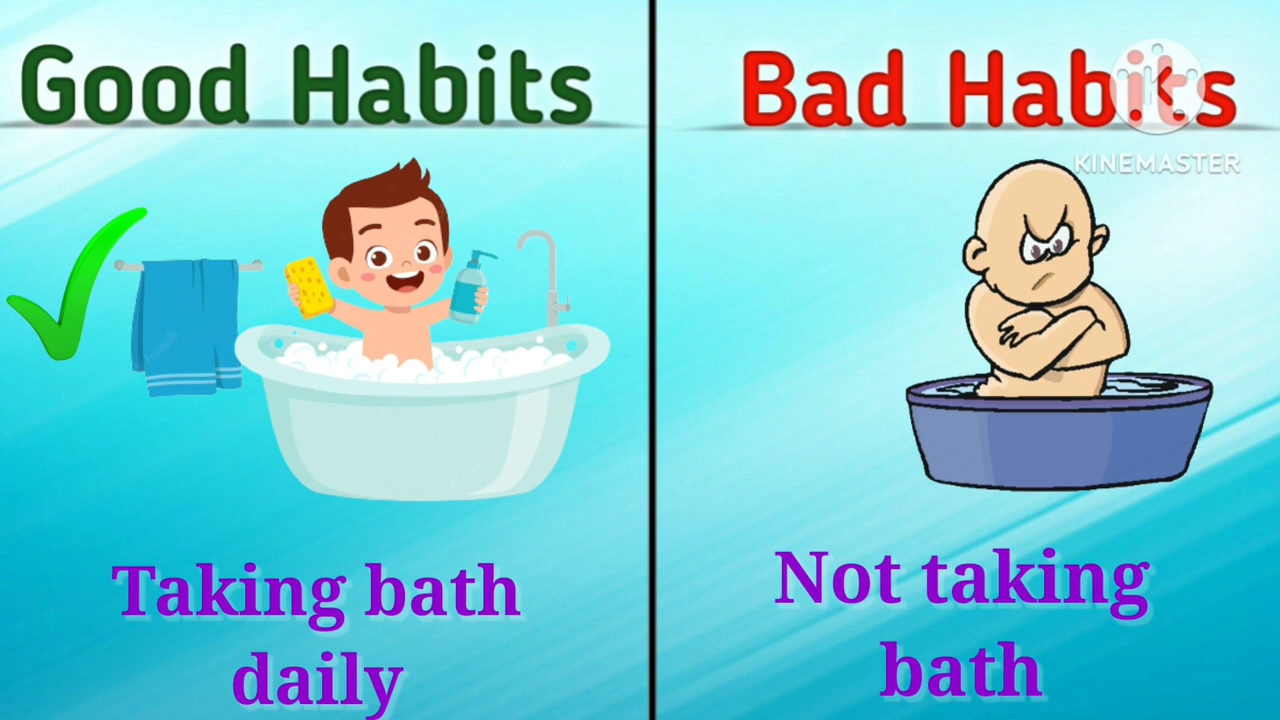 Good Habits
Bad Habits
KINEMASTER
Taking bath
daily
Not taking
bath